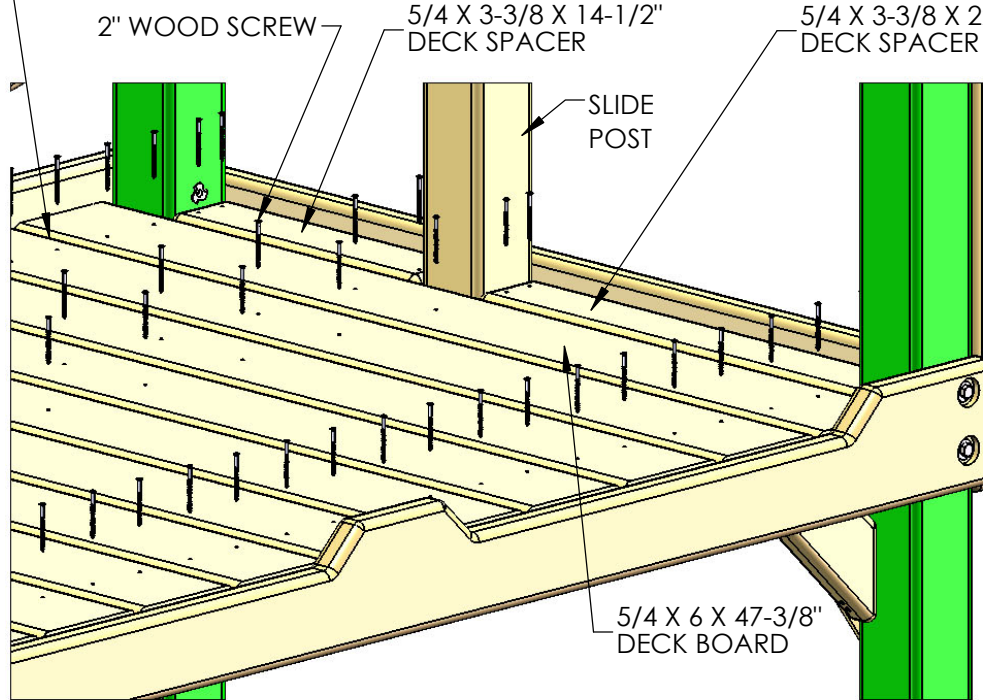 2" WOOD SCREW
5/4 X 3-3/8 X 14-1/2"
DECK SPACER
5/4 X 3-3/8 X 2
DECK SPACER
SLIDE
POST
5/4 X 6 X 47-3/8"
DECK BOARD